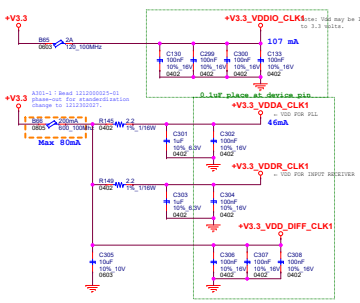 +V3.3
B65
0603
2A
120_100MHz
+V3.3_VDDIO_CLK1
Note: Vdd may be
to 3.3 volts.
107 mA
C130
100nF
10%_16V
0402
C299
100nF
10%_16V
0402
C300
100nF
10%_16V
0402
C133
100nF
10%_16V
0402
0.1uF place at device pin
A301-1 ? Bead 1212000025-01
phase-out for standerdization
change to 1212302027.
+V3.3
B66
0805
200mA
600_100MHz
Max 80mA
R145
0402
2.2
1%_1/16W
+V3.3_VDDA_CLK1
← VDD FOR PLL
46mA
C301
1uF
10%_6.3V
0402
C302
100nF
10%_16V
0402
R149
0402
2.2
1%_1/16W
+V3.3_VDDR_CLK1
← VDD FOR INPUT RECEIVER
C303
1uF
10%_6.3V
0402
C304
100nF
10%_16V
0402
+V3.3_VDD_DIFF_CLK1
C305
10uF
10%_10V
0603
C306
100nF
10%_16V
0402
C307
100nF
10%_16V
0402
C308
100nF
10%_16V
0402